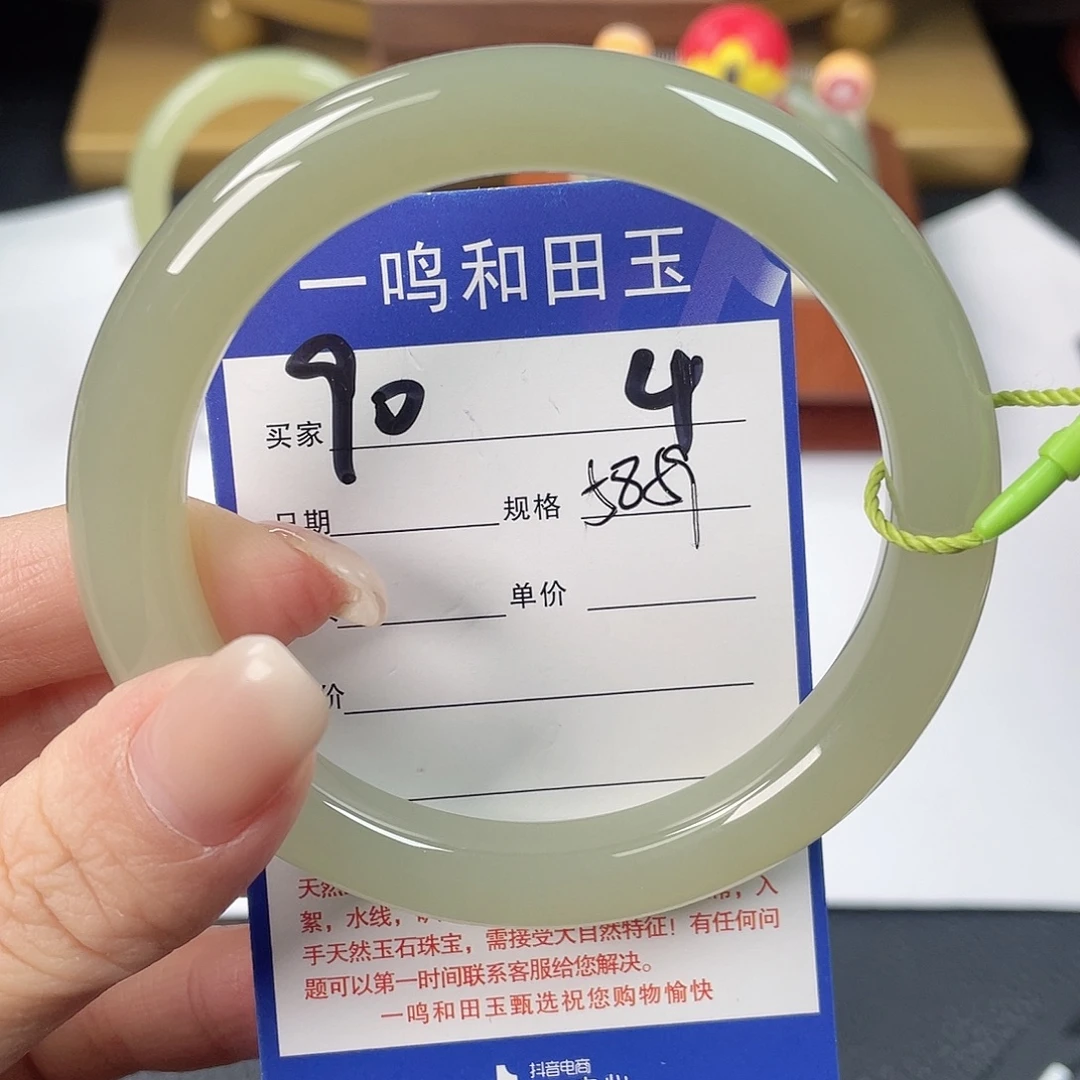 一鸣和田玉
买家 90 4
日期 规格 5889
单价
价
天然
絮，水线，
手天然玉石珠宝，需接受大自然特征！有任何问
题可以第一时间联系客服给您解决。
一鸣和田玉甄选祝您购物愉快
抖音电商